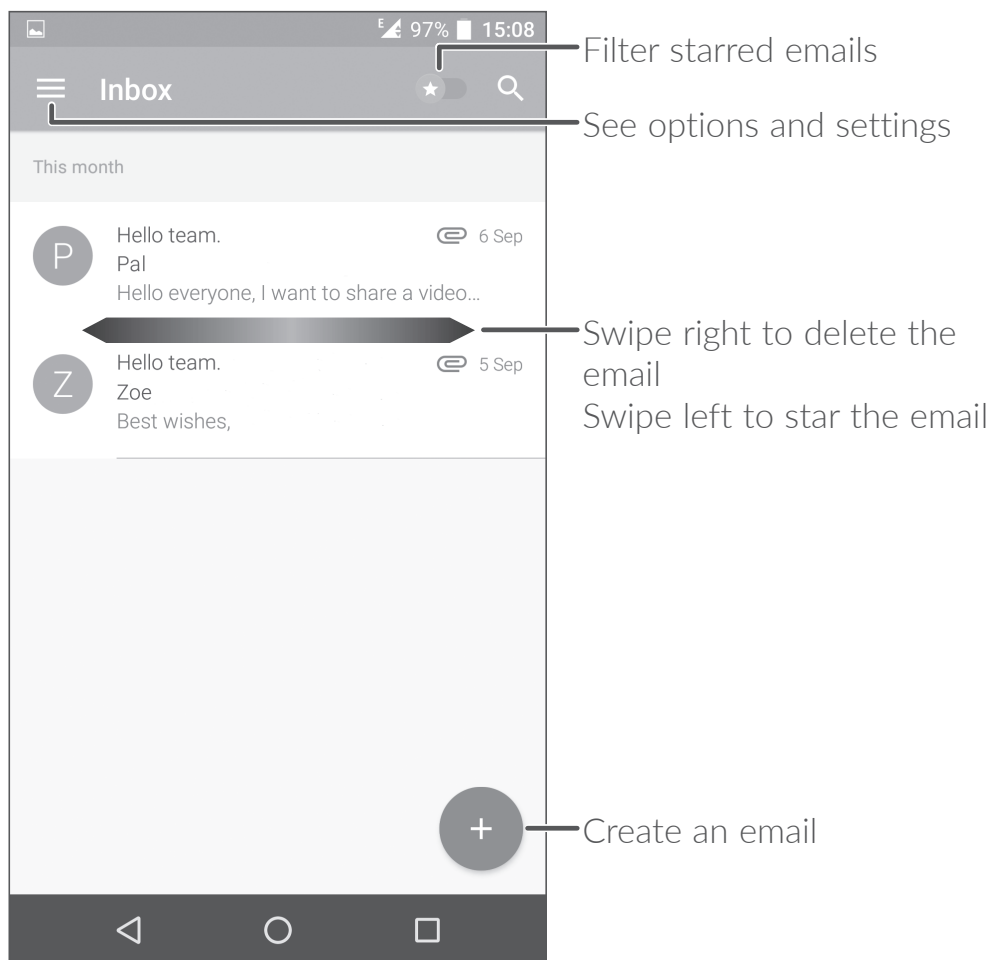 E 97% 15:08
Filter starred emails
Inbox
See options and settings
This month
Hello team.
6 Sep
P
Pal
Hello everyone, I want to share a video...
Swipe right to delete the
email
Swipe left to star the email
Hello team.
5 Sep
Z
Zoe
Best wishes,
+
Create an email